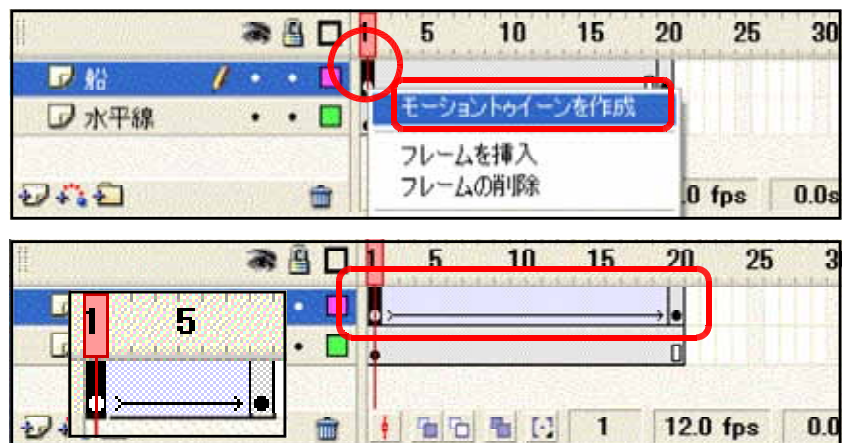 1 5 10 15 20 25 30
船
モーショントゥイーンを作成
水平線
フレームを挿入
フレームの削除
.0 fps 0.0s
1 5 10 15 20 25 3
1 5
1 12.0 fps 0.0